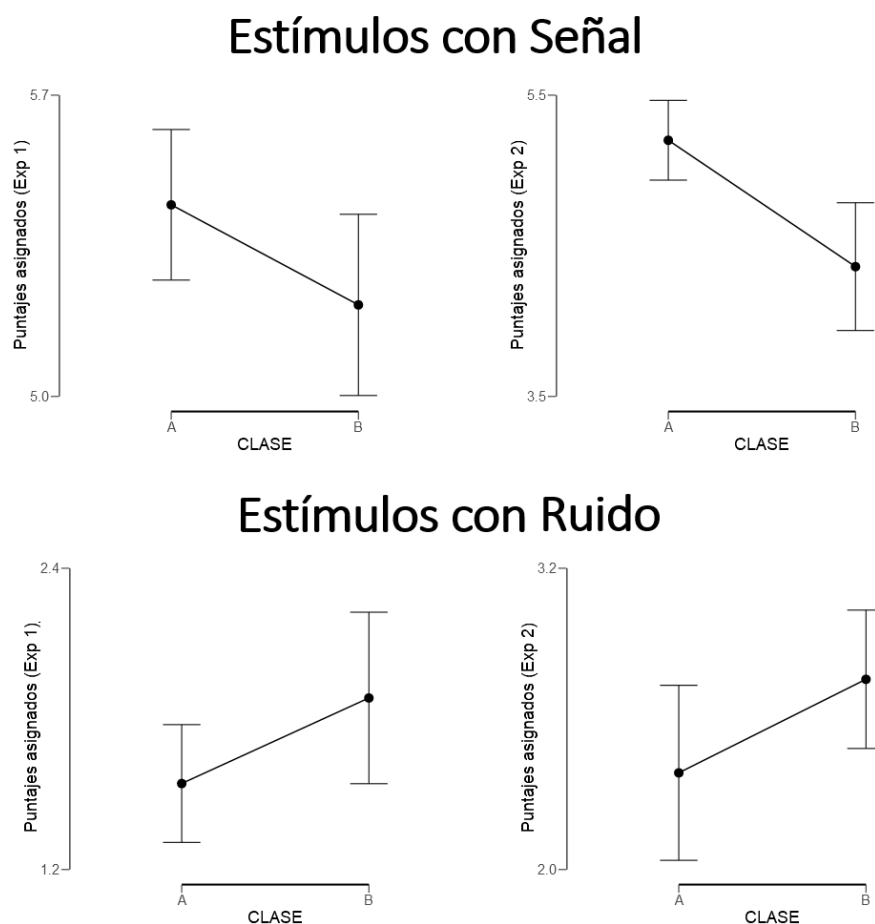 Estímulos con Señal
5.7
Puntajes asignados (Exp 1)
5.0
A
B
CLASE
5.5
Puntajes asignados (Exp 2)
3.5
A
B
CLASE
Estímulos con Ruido
2.4
Puntajes asignados (Exp 1).
1.2
A
B
CLASE
3.2
Puntajes asignados (Exp 2)
2.0
A
B
CLASE